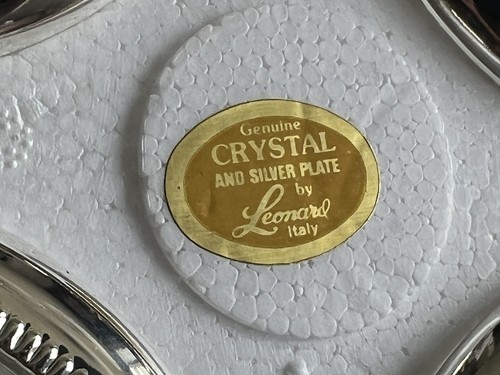 Genuine
CRYSTAL
AND SILVER PLATE
by
Leonard
Italy